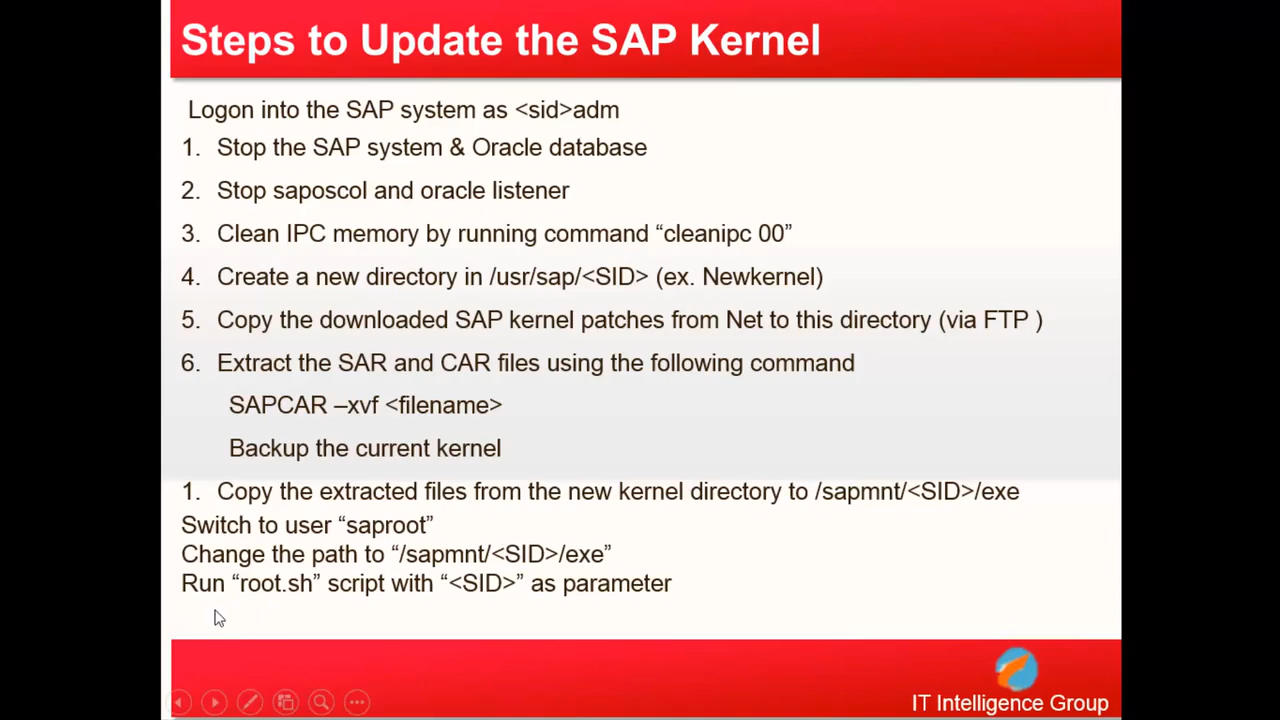 Steps to Update the SAP Kernel
Logon into the SAP system as <sid>adm
1. Stop the SAP system & Oracle database
2. Stop saposcol and oracle listener
3. Clean IPC memory by running command “cleanipc 00”
4. Create a new directory in /usr/sap/<SID> (ex. Newkernel)
5. Copy the downloaded SAP kernel patches from Net to this directory (via FTP )
6. Extract the SAR and CAR files using the following command
SAPCAR –xvf <filename>
Backup the current kernel
1. Copy the extracted files from the new kernel directory to /sapmnt/<SID>/exe
Switch to user “saproot”
Change the path to “/sapmnt/<SID>/exe”
Run “root.sh” script with “<SID>” as parameter
IT Intelligence Group